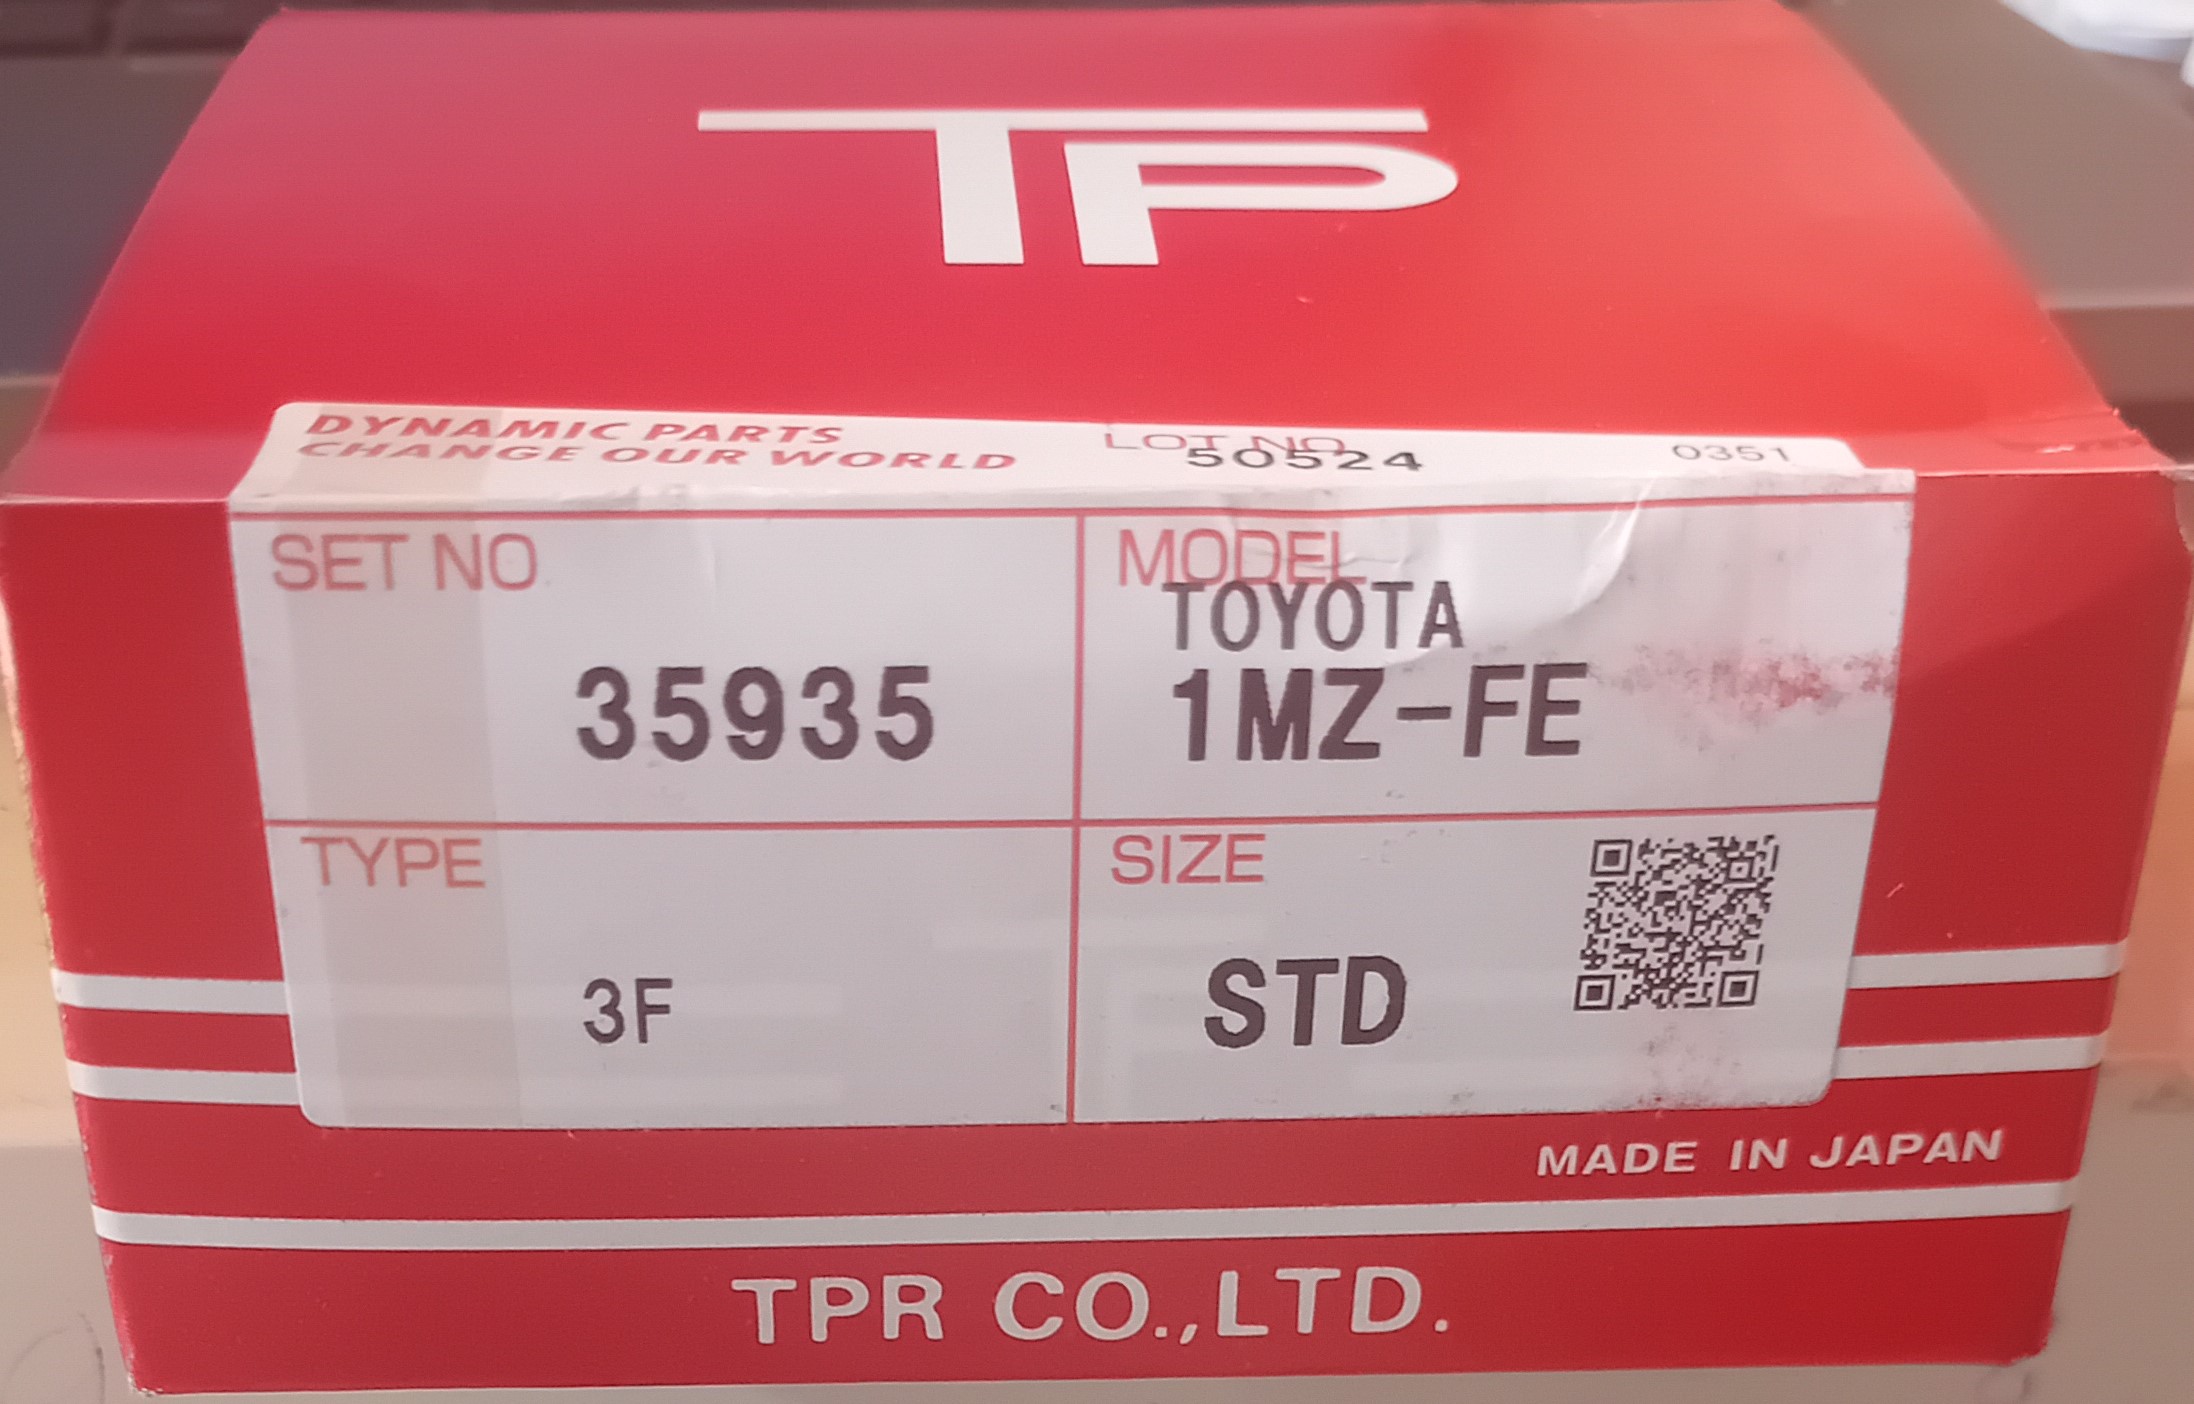 TP
DYNAMIC PARTS
CHANGE OUR WORLD
LOT NO
50524
0351
SET NO
35935
MODEL
TOYOTA
1MZ-FE
TYPE
3F
SIZE
STD
MADE IN JAPAN
TPR CO.,LTD.